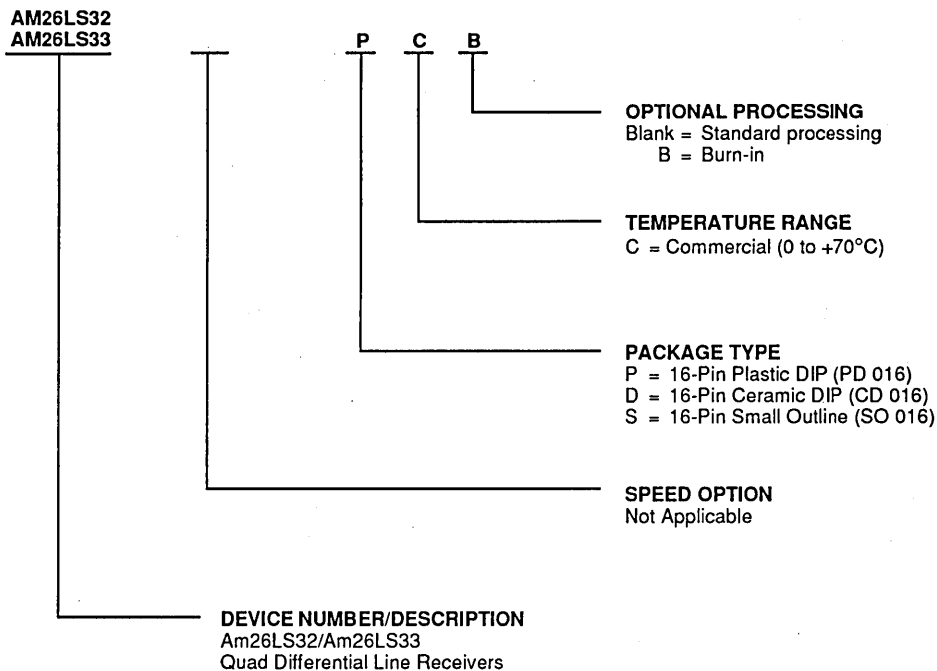 AM26LS32
AM26LS33
P C B
OPTIONAL PROCESSING
Blank = Standard processing
B = Burn-in
TEMPERATURE RANGE
C = Commercial (0 to +70°C)
PACKAGE TYPE
P = 16-Pin Plastic DIP (PD 016)
D = 16-Pin Ceramic DIP (CD 016)
S = 16-Pin Small Outline (SO 016)
SPEED OPTION
Not Applicable
DEVICE NUMBER/DESCRIPTION
Am26LS32/Am26LS33
Quad Differential Line Receivers